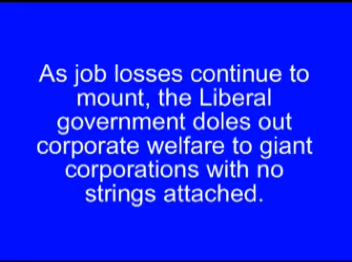 As job losses continue to
mount, the Liberal
government doles out
corporate welfare to giant
corporations with no
strings attached.